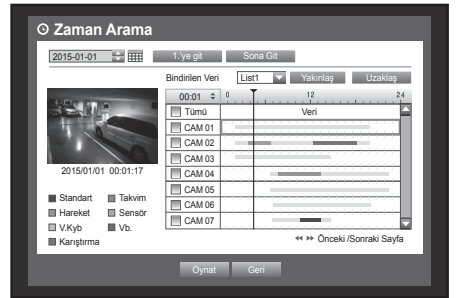 Zaman Arama
2015-01-01 1.'ye git Sona Git
Bindirilen Veri List1 Yakınlaş Uzaklaş
00:01 0 12 24
Tümü Veri
CAM 01
CAM 02
CAM 03
CAM 04
CAM 05
CAM 06
CAM 07
2015/01/01 00:01:17
Standart Takvim
Hareket Sensör
V.Kyb Vb.
Karıştırma
Önceki /Sonraki Sayfa
Oynat Geri